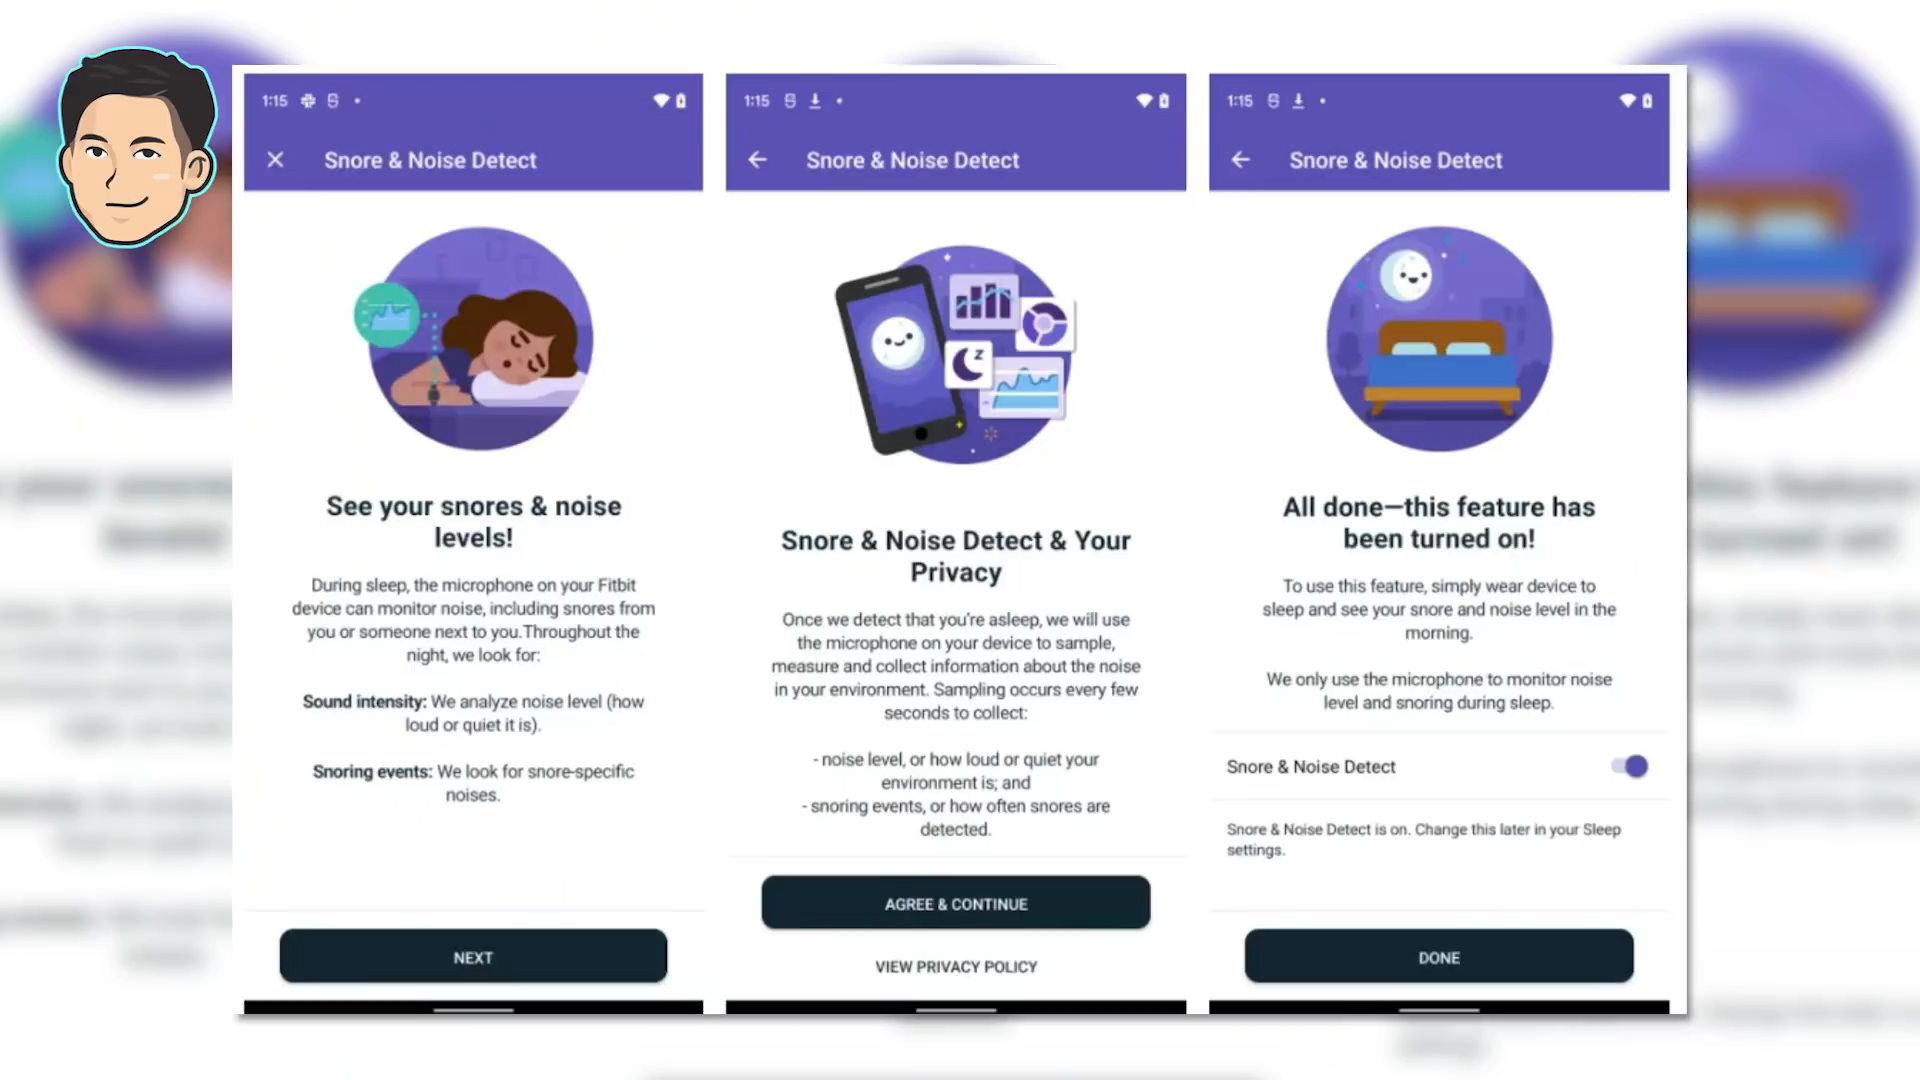 1:15
Snore & Noise Detect
See your snores & noise
levels!
During sleep, the microphone on your Fitbit
device can monitor noise, including snores from
you or someone next to you.Throughout the
night, we look for:
Sound intensity: We analyze noise level (how
loud or quiet it is).
Snoring events: We look for snore-specific
noises.
NEXT
1:15
Snore & Noise Detect
Snore & Noise Detect & Your
Privacy
Once we detect that you're asleep, we will use
the microphone on your device to sample,
measure and collect information about the noise
in your environment. Sampling occurs every few
seconds to collect:
- noise level, or how loud or quiet your
environment is; and
- snoring events, or how often snores are
detected.
AGREE & CONTINUE
VIEW PRIVACY POLICY
1:15
Snore & Noise Detect
All done—this feature has
been turned on!
To use this feature, simply wear device to
sleep and see your snore and noise level in the
morning.
We only use the microphone to monitor noise
level and snoring during sleep.
Snore & Noise Detect
Snore & Noise Detect is on. Change this later in your Sleep
settings.
DONE